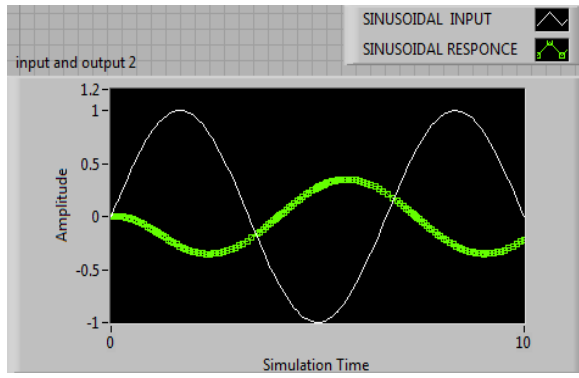 SINUSOIDAL INPUT
SINUSOIDAL RESPONCE
input and output 2
1.2
1
0.5
0
-0.5
-1
Amplitude
0
10
Simulation Time